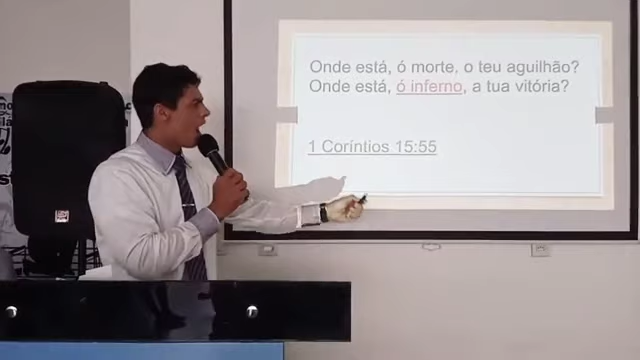 Onde está, ó morte, o teu aguilhão?
Onde está, ó inferno, a tua vitória?
1 Coríntios 15:55